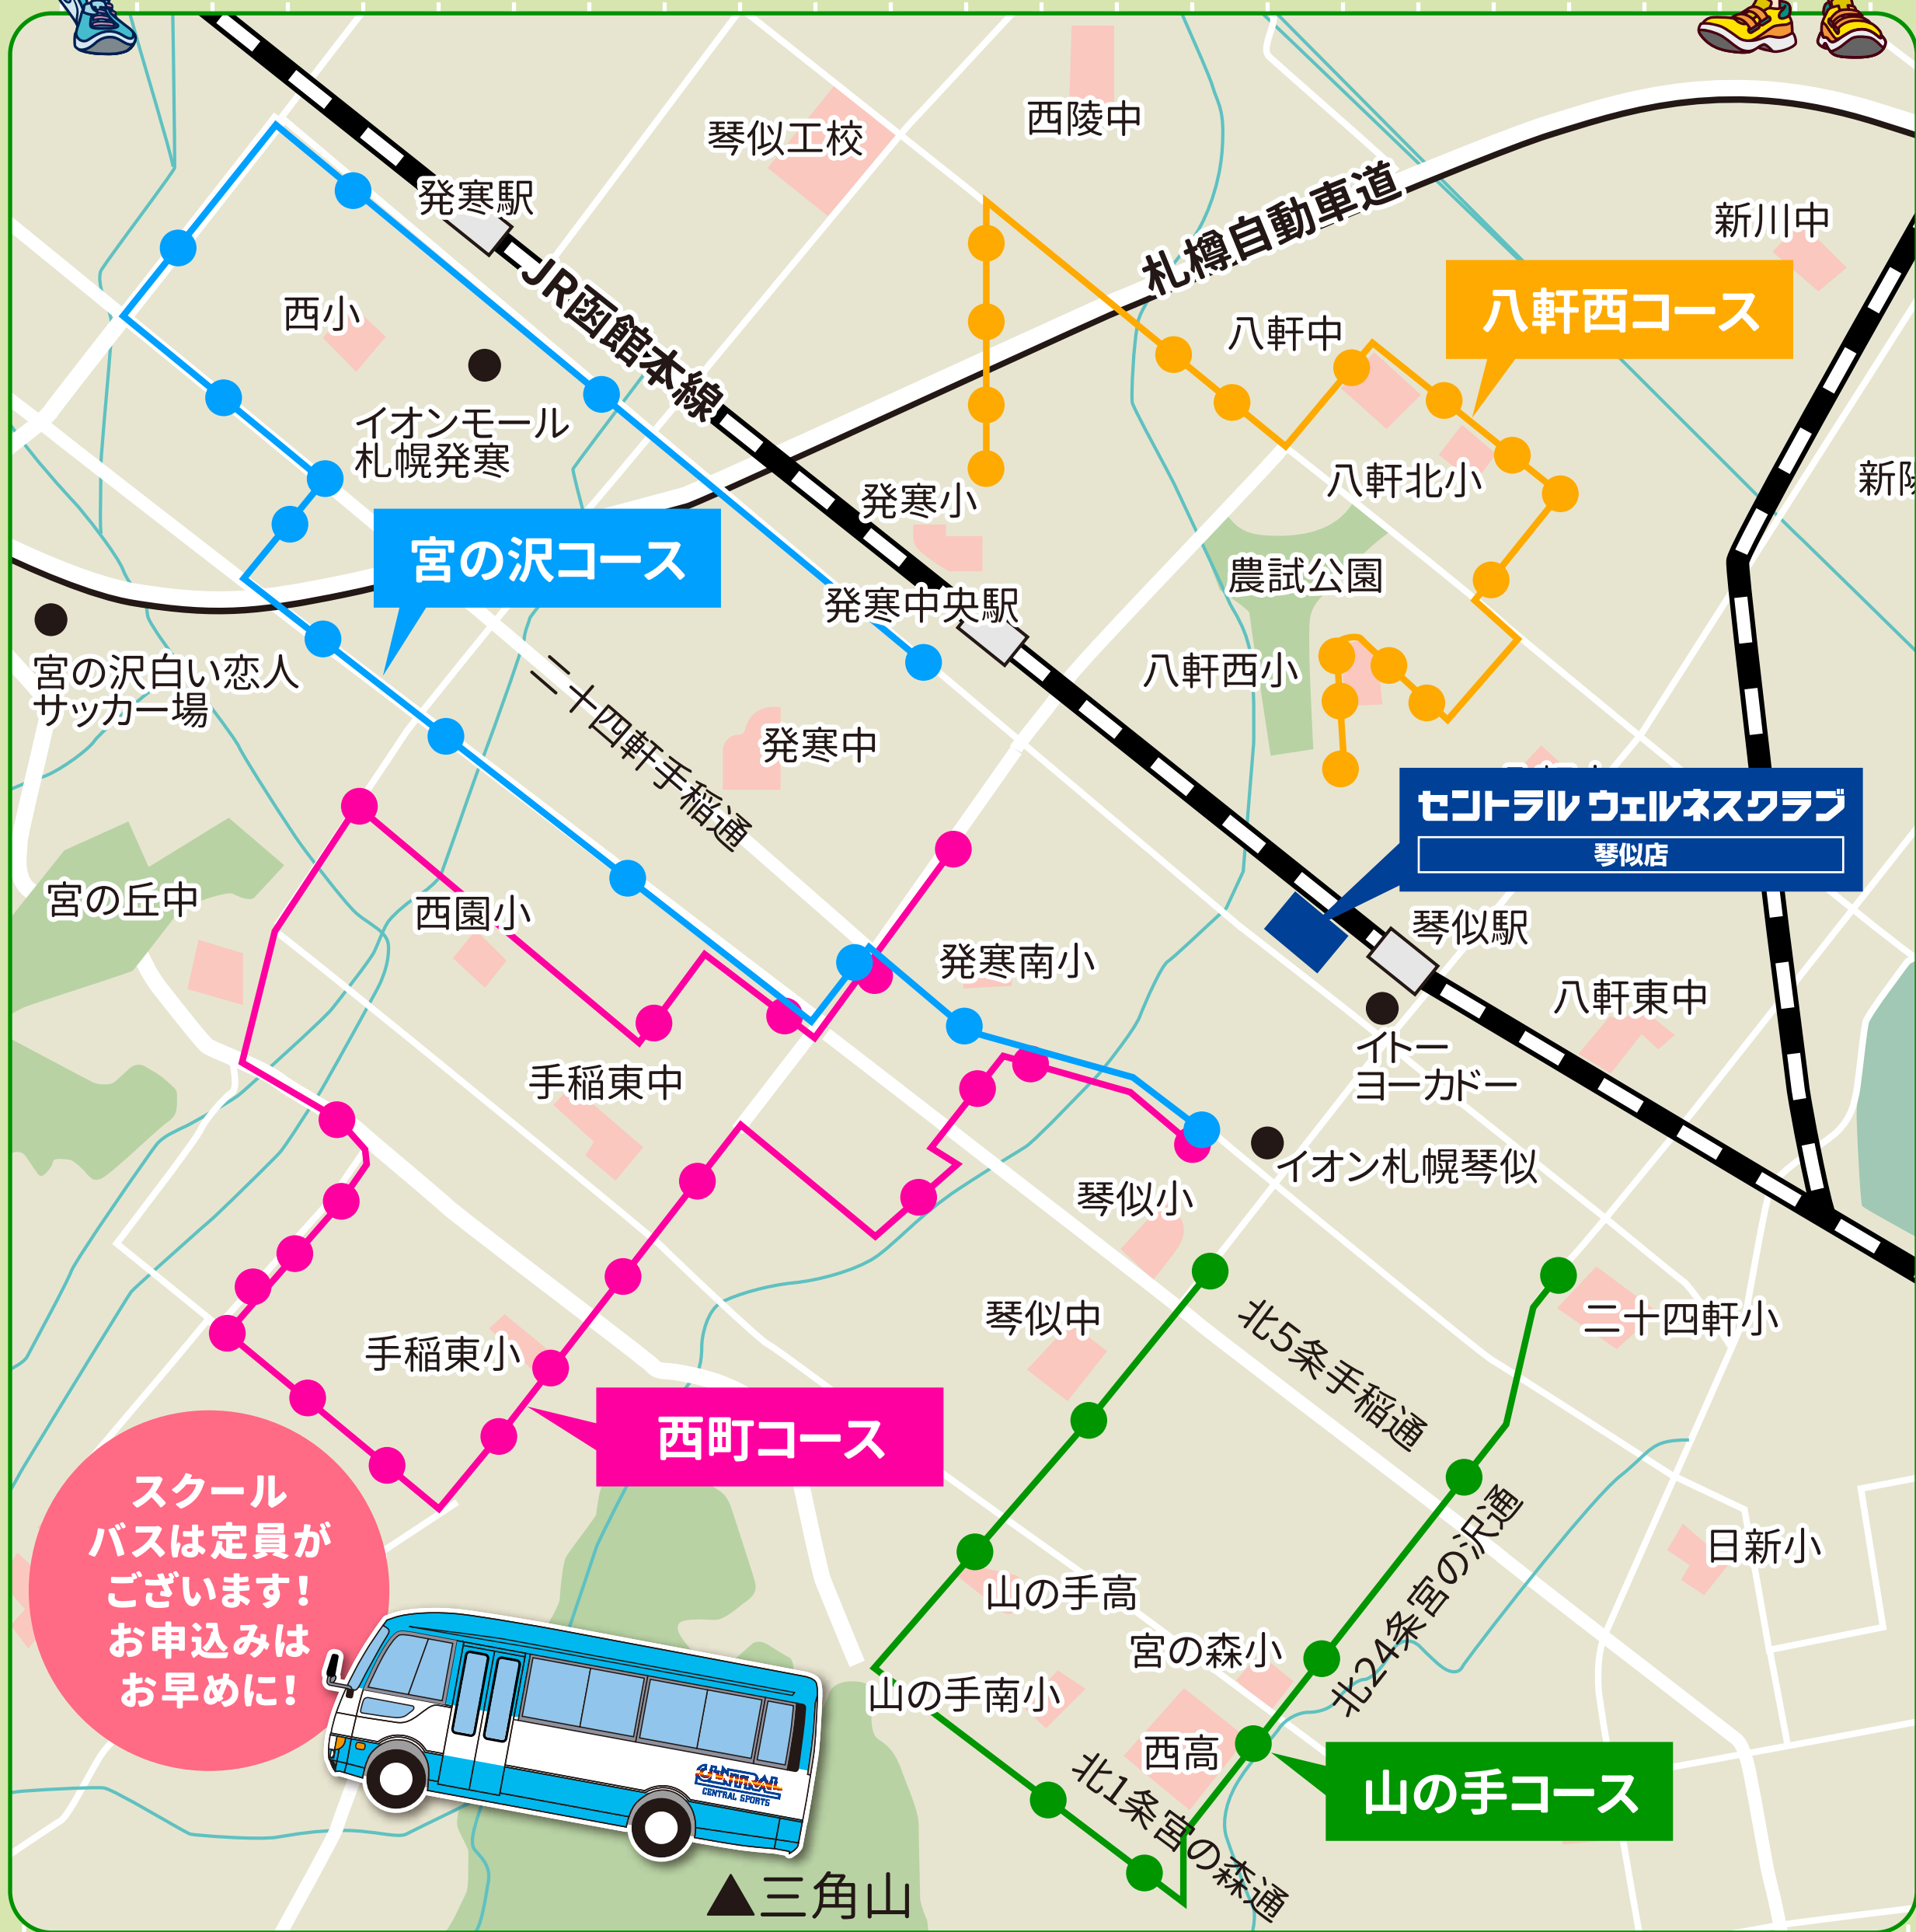 西陵中
琴似工校
発寒駅
札樽自動車道
新川中
JR函館本線
西小
八軒中
八軒西コース
イオンモール
札幌発寒
八軒北小
発寒小
宮の沢コース
農試公園
発寒中央駅
宮の沢白い恋人
サッカー場
八軒西小
二十四軒手稲通
発寒中
セントラル ウェルネスクラブ
琴似店
宮の丘中
西園小
発寒南小
琴似駅
八軒東中
手稲東中
イトー
ヨーカドー
イオン札幌琴似
琴似小
手稲東小
琴似中
北5条手稲通
二十四軒小
西町コース
スクール
バスは定員が
ございます!
お申込みは
お早めに!
北24条宮の沢通
日新小
山の手高
宮の森小
山の手南小
西高
北1条宮の森通
山の手コース
CENTRAL
CENTRAL SPORTS
▲三角山